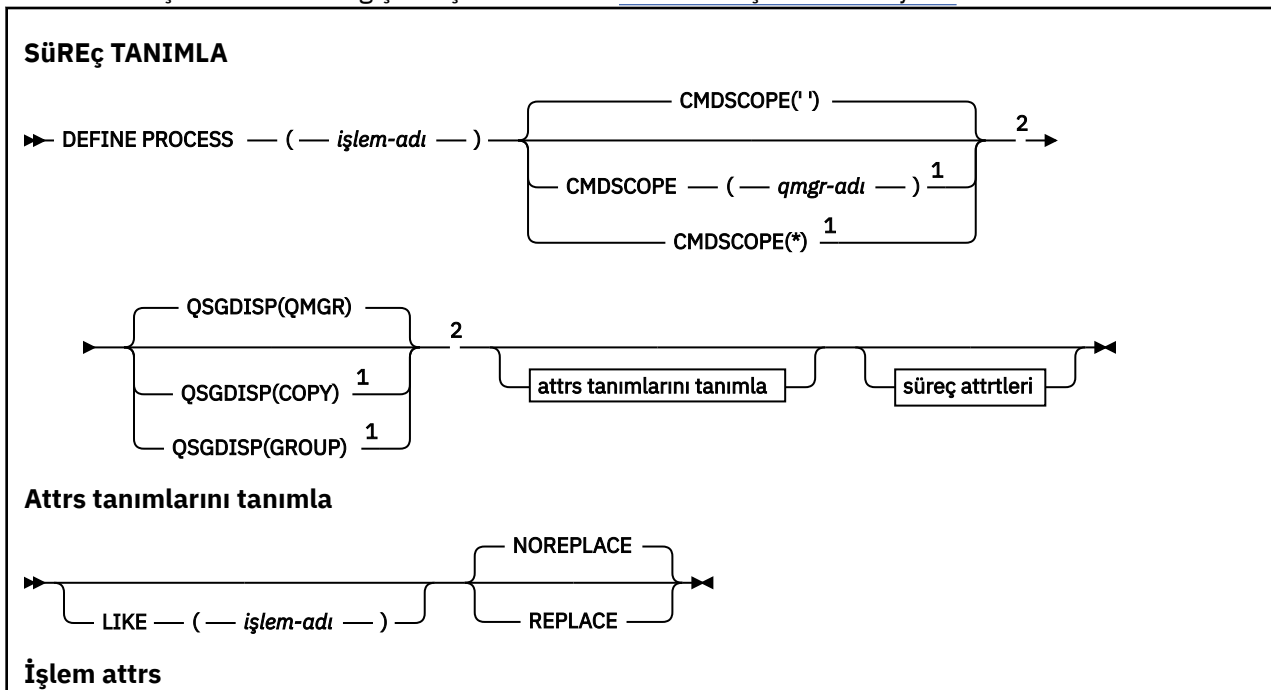 SüREç TANIMLA
CMDSCOPE(' ')
DEFINE PROCESS ( işlem-adı ) 2
CMDSCOPE ( qmgr-adı ) 1
CMDSCOPE(*) 1
QSGDISP(QMGR)
2
QSGDISP(COPY) 1
attrs tanımlarını tanımla süreç attrtleri
QSGDISP(GROUP) 1
Attrs tanımlarını tanımla
NOREPLACE
LIKE ( işlem-adı ) REPLACE
İşlem attrs